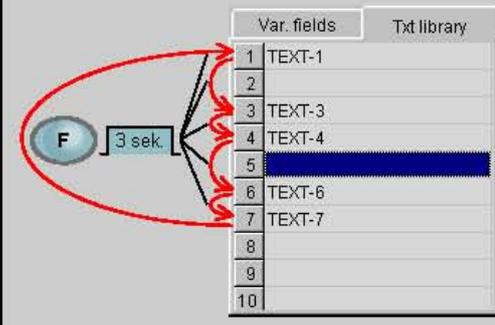 Var. fields Txt library
1 TEXT-1
2
3 TEXT-3
F 3 sek. 4 TEXT-4
5
6 TEXT-6
7 TEXT-7
8
9
10